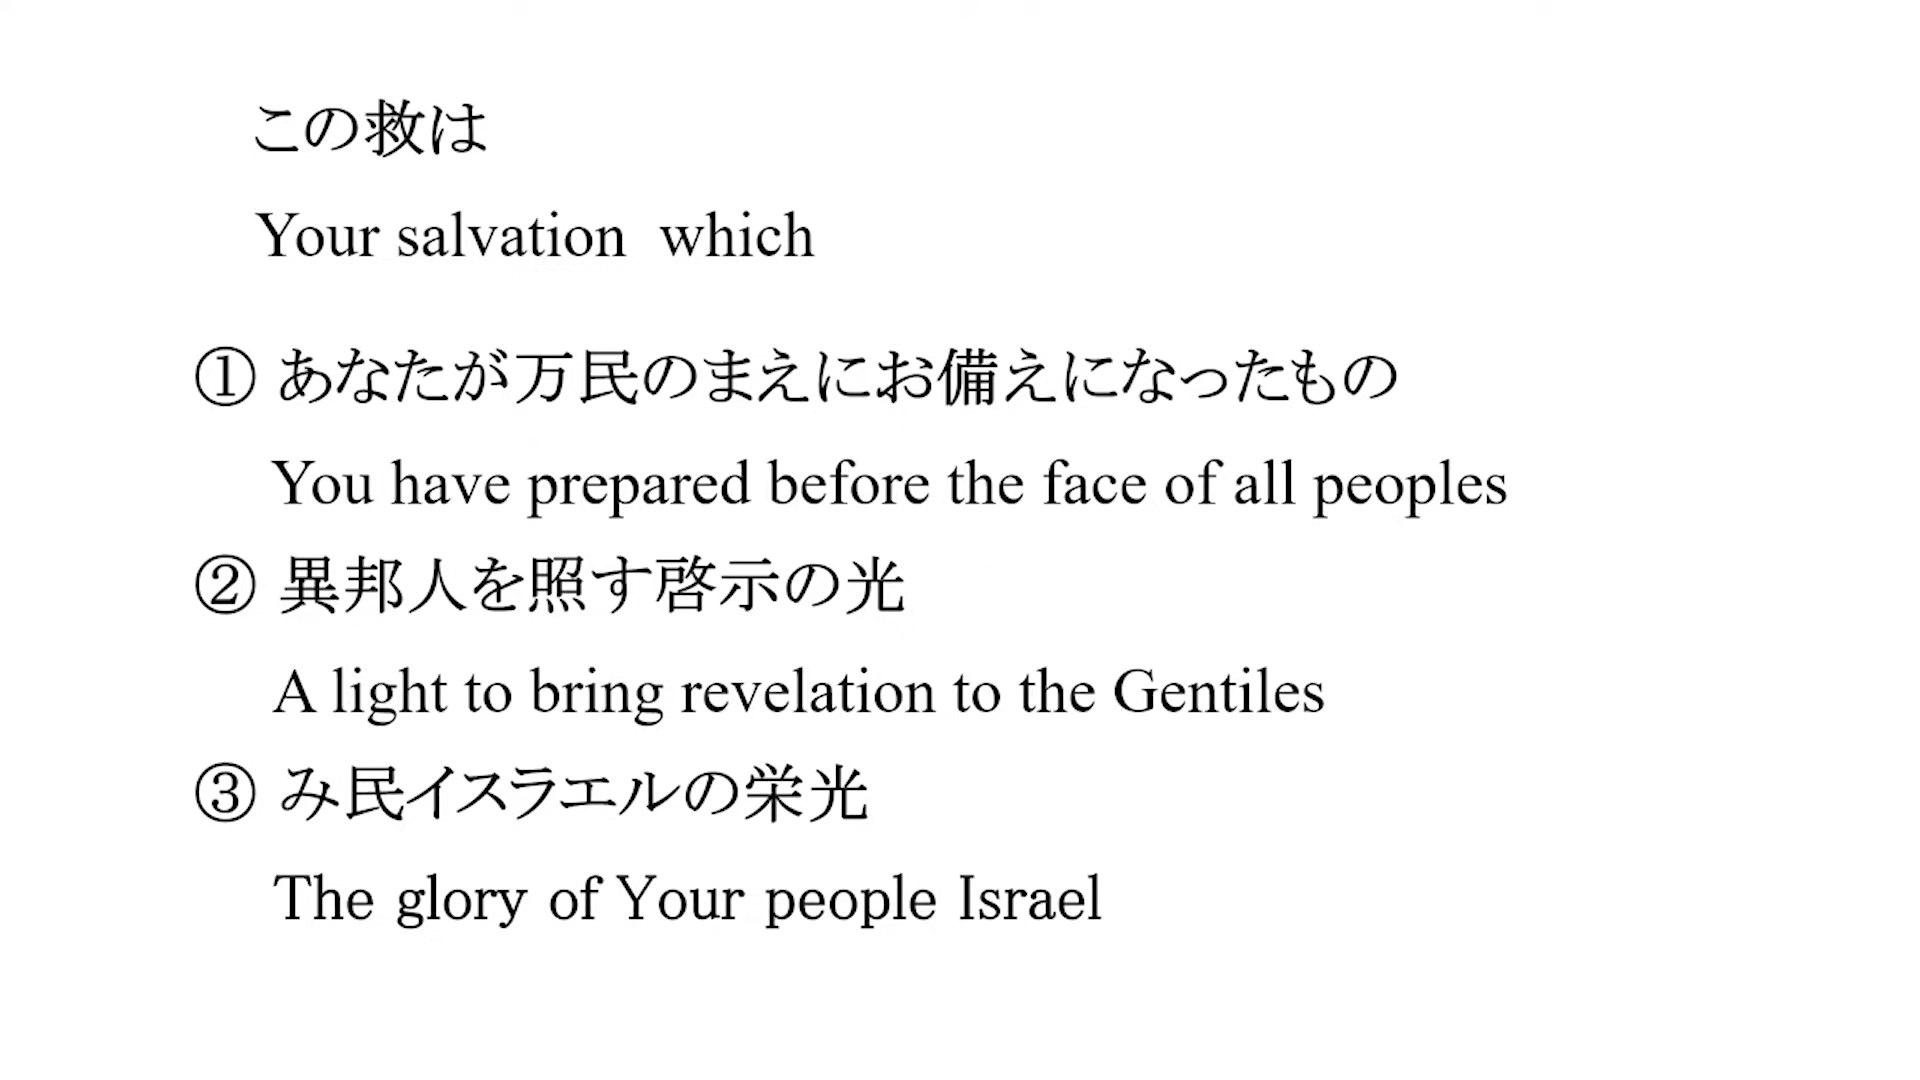 この救は
Your salvation  which
① あなたが万民のまえにお備えになったもの
You have prepared before the face of all peoples
② 異邦人を照す啓示の光
A light to bring revelation to the Gentiles
③ み民イスラエルの栄光
The glory of Your people Israel